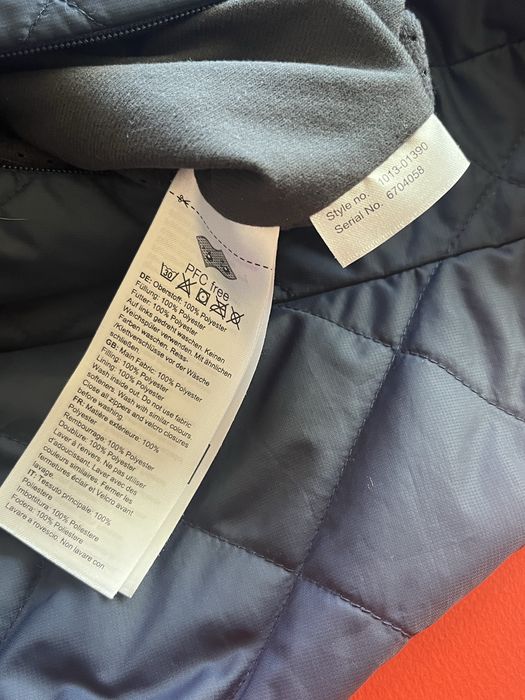 Style no. 1013-01390
Serial No. 6704058
PFC free
30
DE: Oberstoff: 100% Polyester
Füllung: 100% Polyester
Futter: 100% Polyester
Auf links gedreht waschen. Keinen
Weichspüler verwenden. Mit ähnlichen
Farben waschen. Reiss-
/Klettverschlüsse vor der Wäsche
schließen
GB: Main Fabric: 100% Polyester
Filling: 100% Polyester
Lining: 100% Polyester
Wash inside out. Do not use fabric
softeners. Wash with similar colours.
Close all zippers and velcro closures
before washing.
FR: Matière extérieure: 100%
Polyester
Rembourrage: 100% Polyester
Doublure: 100% Polyester
Laver à l'envers. Ne pas utiliser
d'adoucissant. Laver avec des
couleurs similaires. Fermer les
fermetures éclair et Velcro avant
lavage.
IT: Tessuto principale: 100%
Poliestere
Imbottitura: 100% Poliestere
Fodera: 100% Poliestere
Lavare a rovescio. Non lavare con